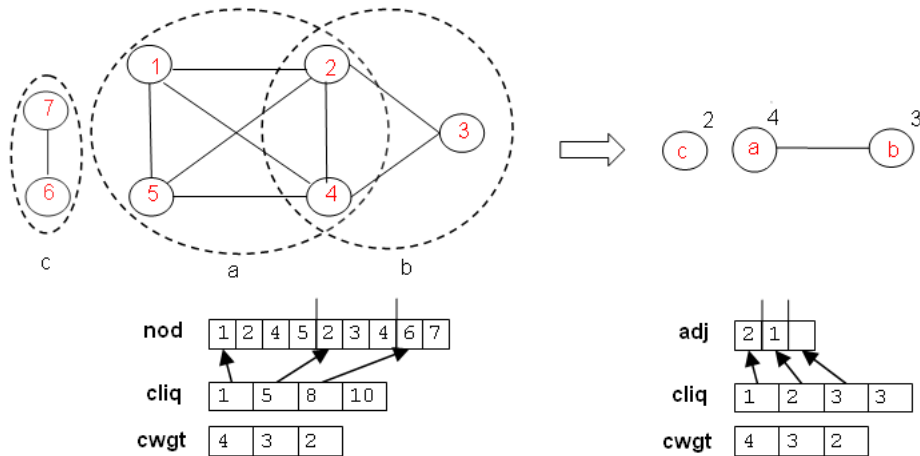 1 2
7 3
6 5 4
c a b
2 4 3
c a b
nod 1 2 4 5 2 3 4 6 7
cliq 1 5 8 10
cwgt 4 3 2
adj 2 1
cliq 1 2 3 3
cwgt 4 3 2